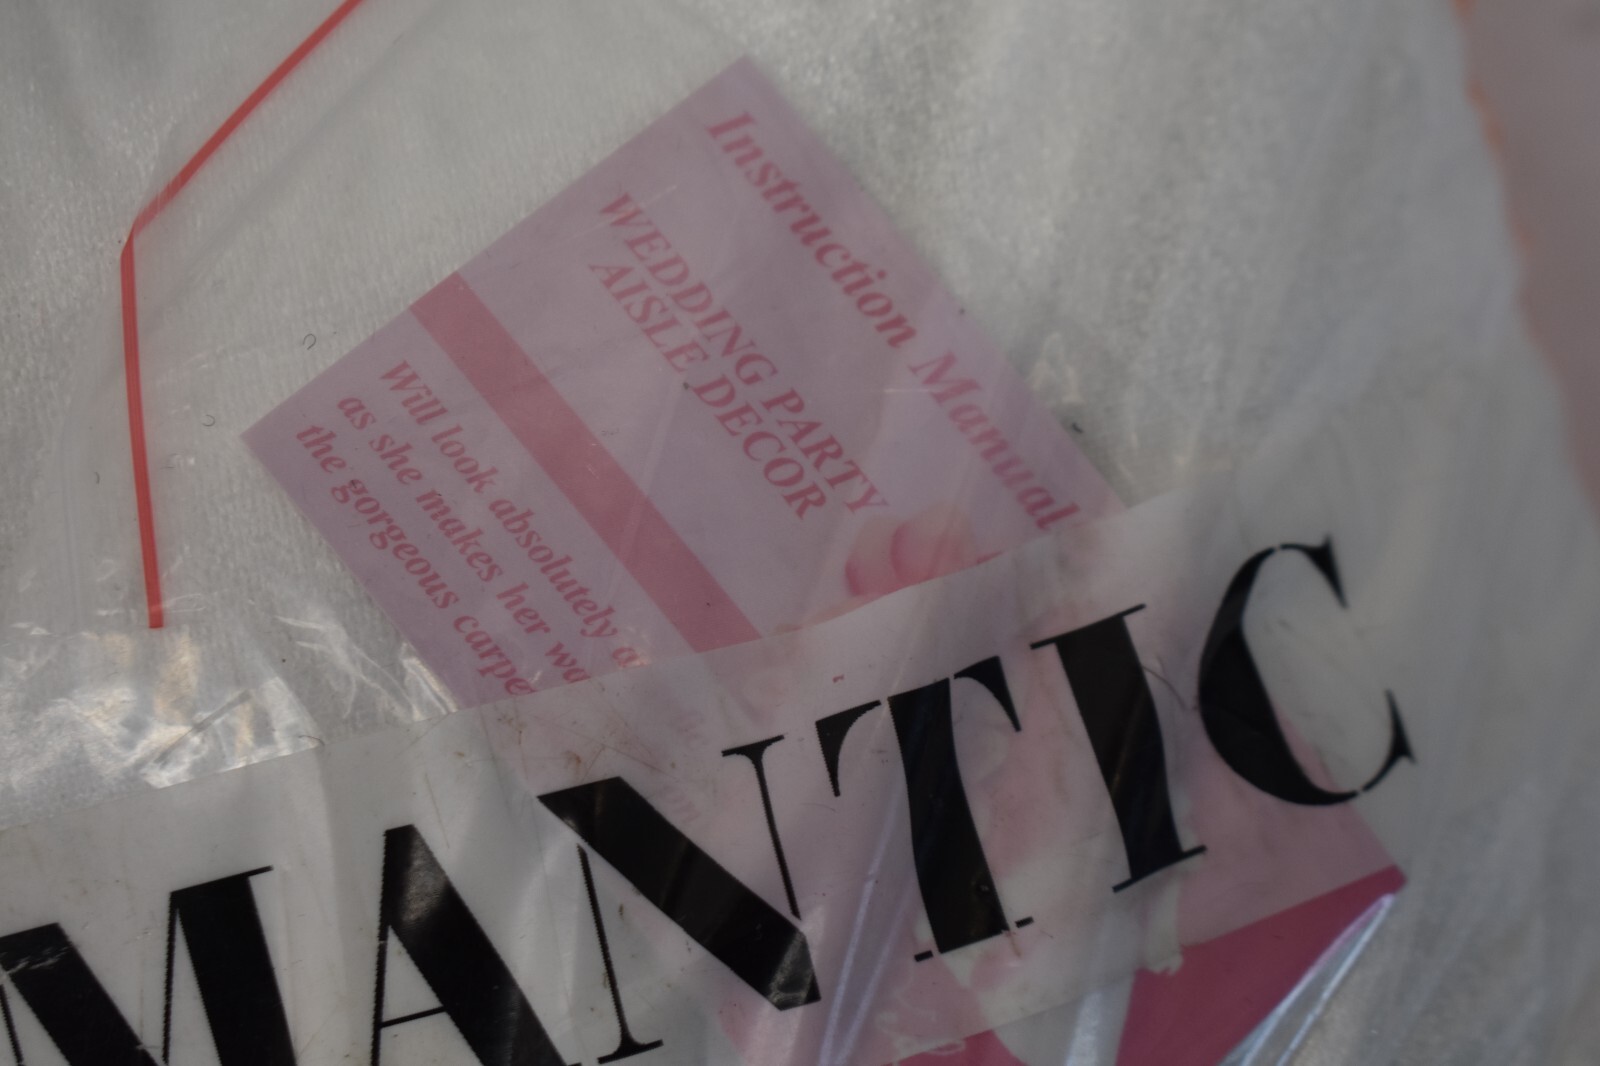 Instruction Manual
WEDDING PARTY
AISLE DECOR
Will look absolutely
as she makes her
the gorgeous
MANTIC